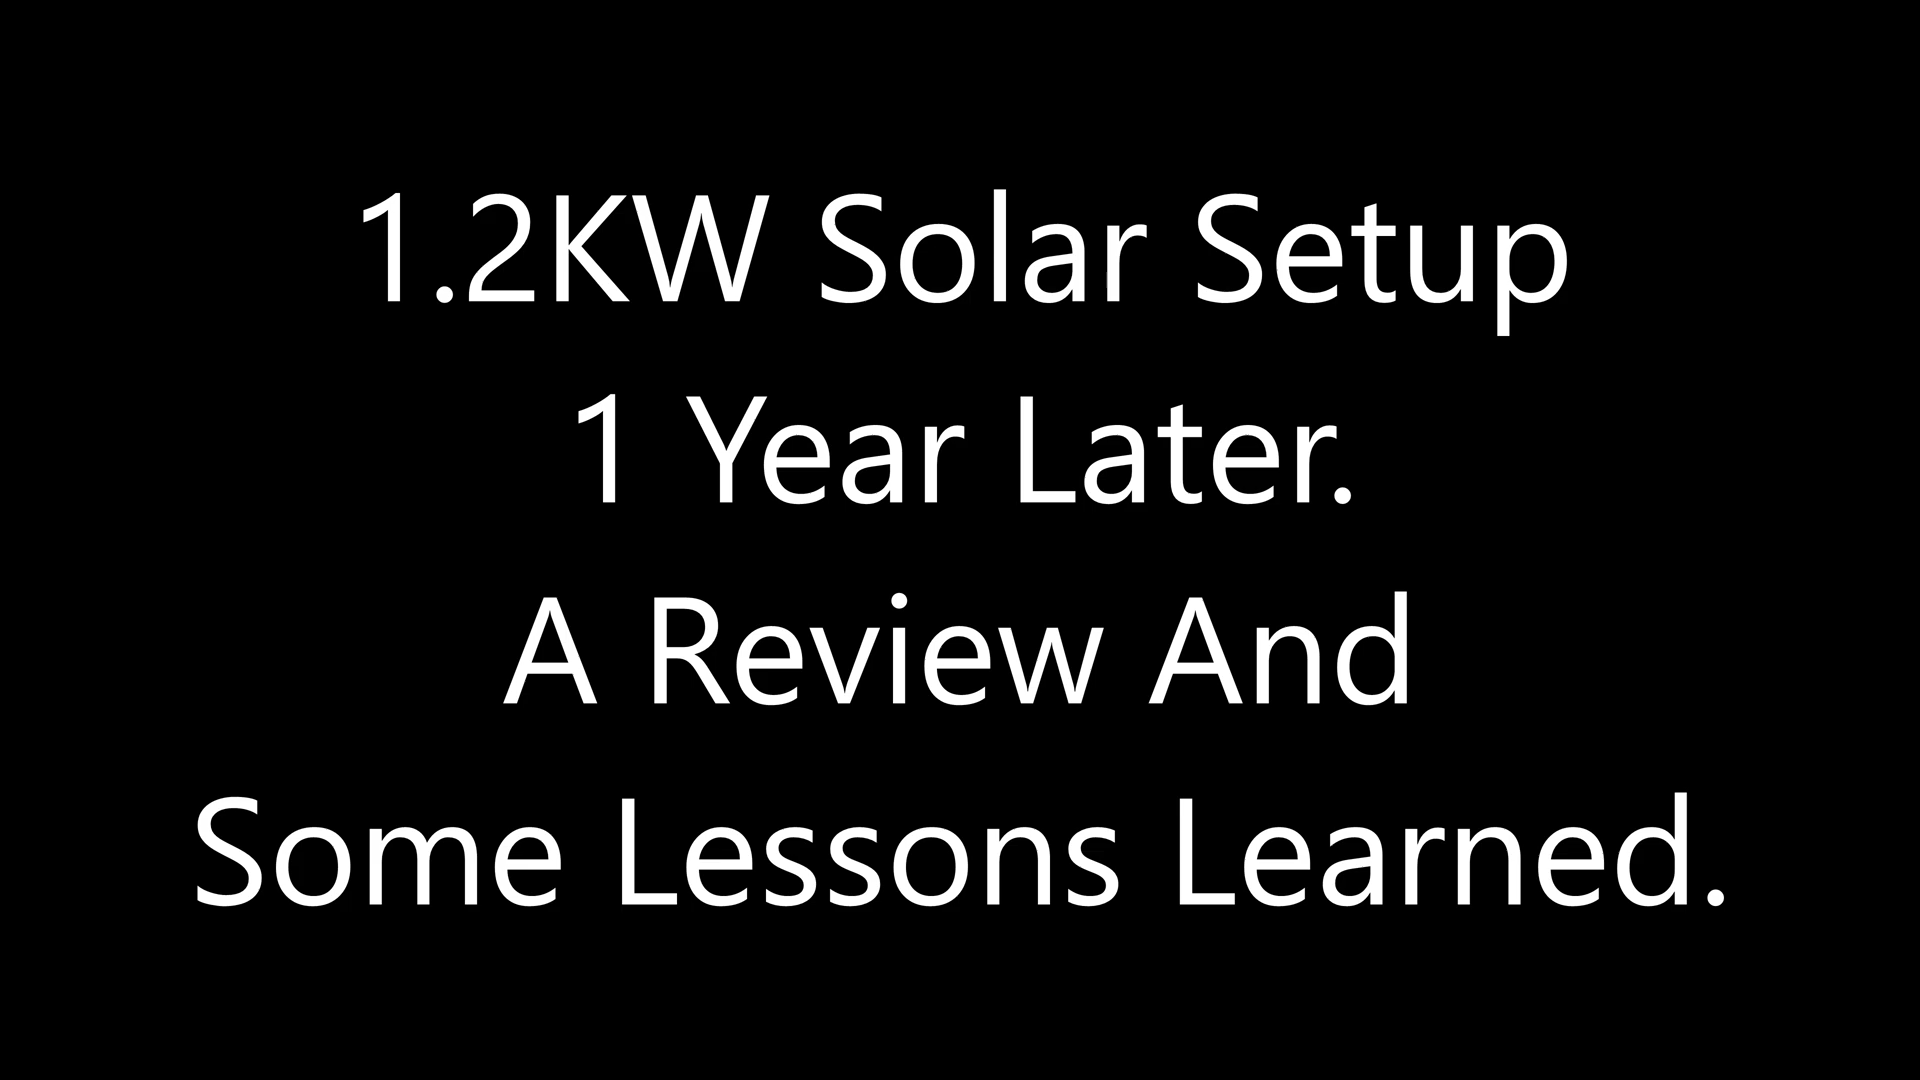 1.2KW Solar Setup
1 Year Later.
A Review And
Some Lessons Learned.